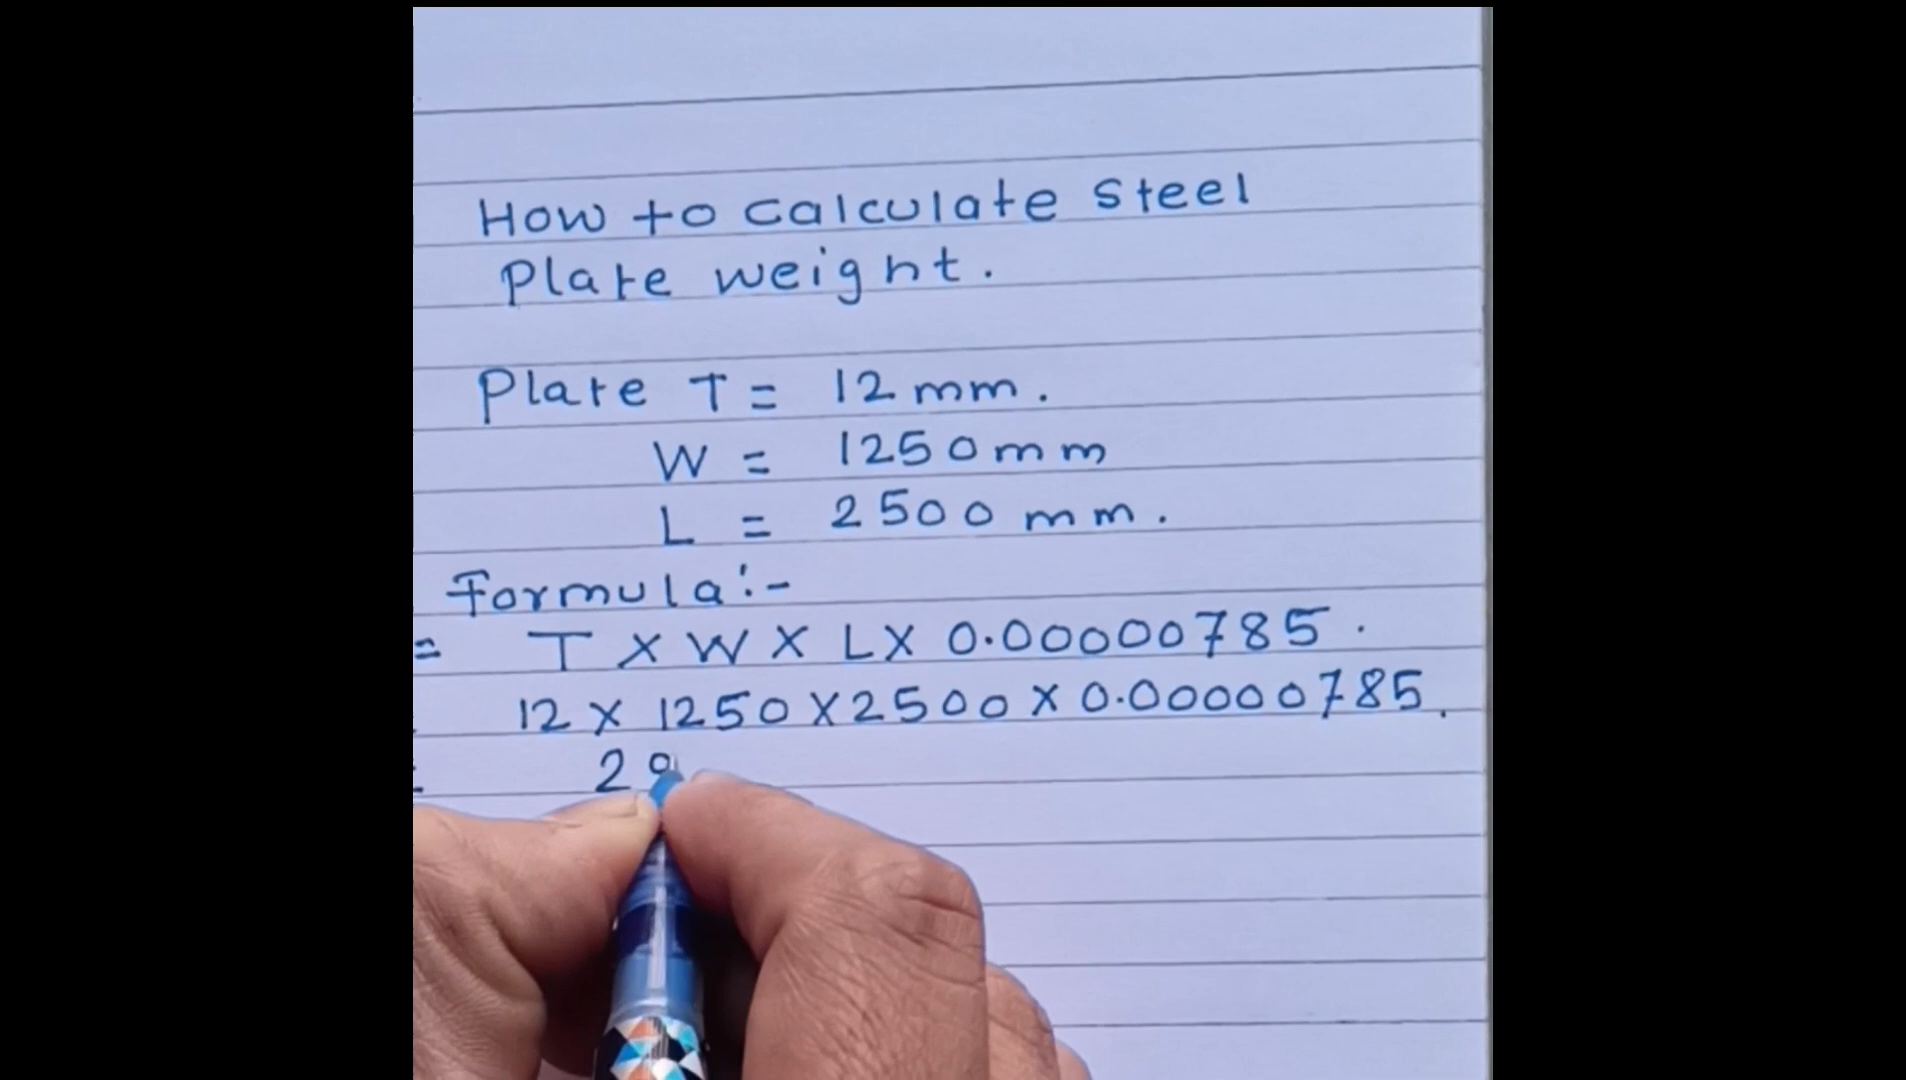 How to calculate steel
Plate weight.
Plate T = 12 mm.
W = 1250 mm
L = 2500 mm.
Formula :-
= T X W X L X 0.00000785.
12 X 1250 X 2500 X 0.00000785.
= 29